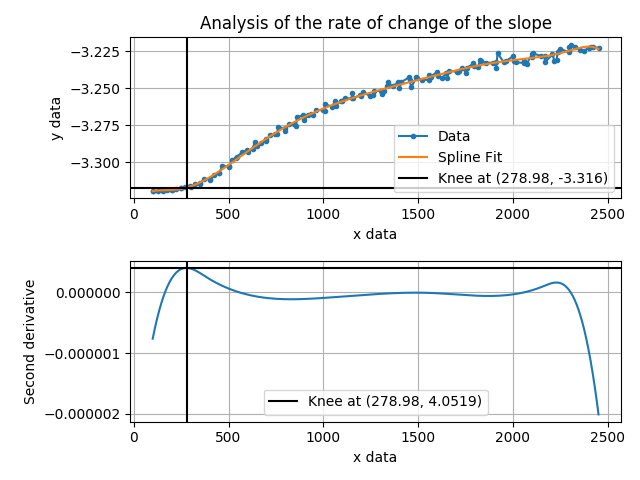 Analysis of the rate of change of the slope
−3.225
−3.250
−3.275
−3.300
y data
Data
Spline Fit
Knee at (278.98, -3.316)
0 500 1000 1500 2000 2500
x data
0.000000
−0.000001
−0.000002
Second derivative
Knee at (278.98, 4.0519)
0 500 1000 1500 2000 2500
x data